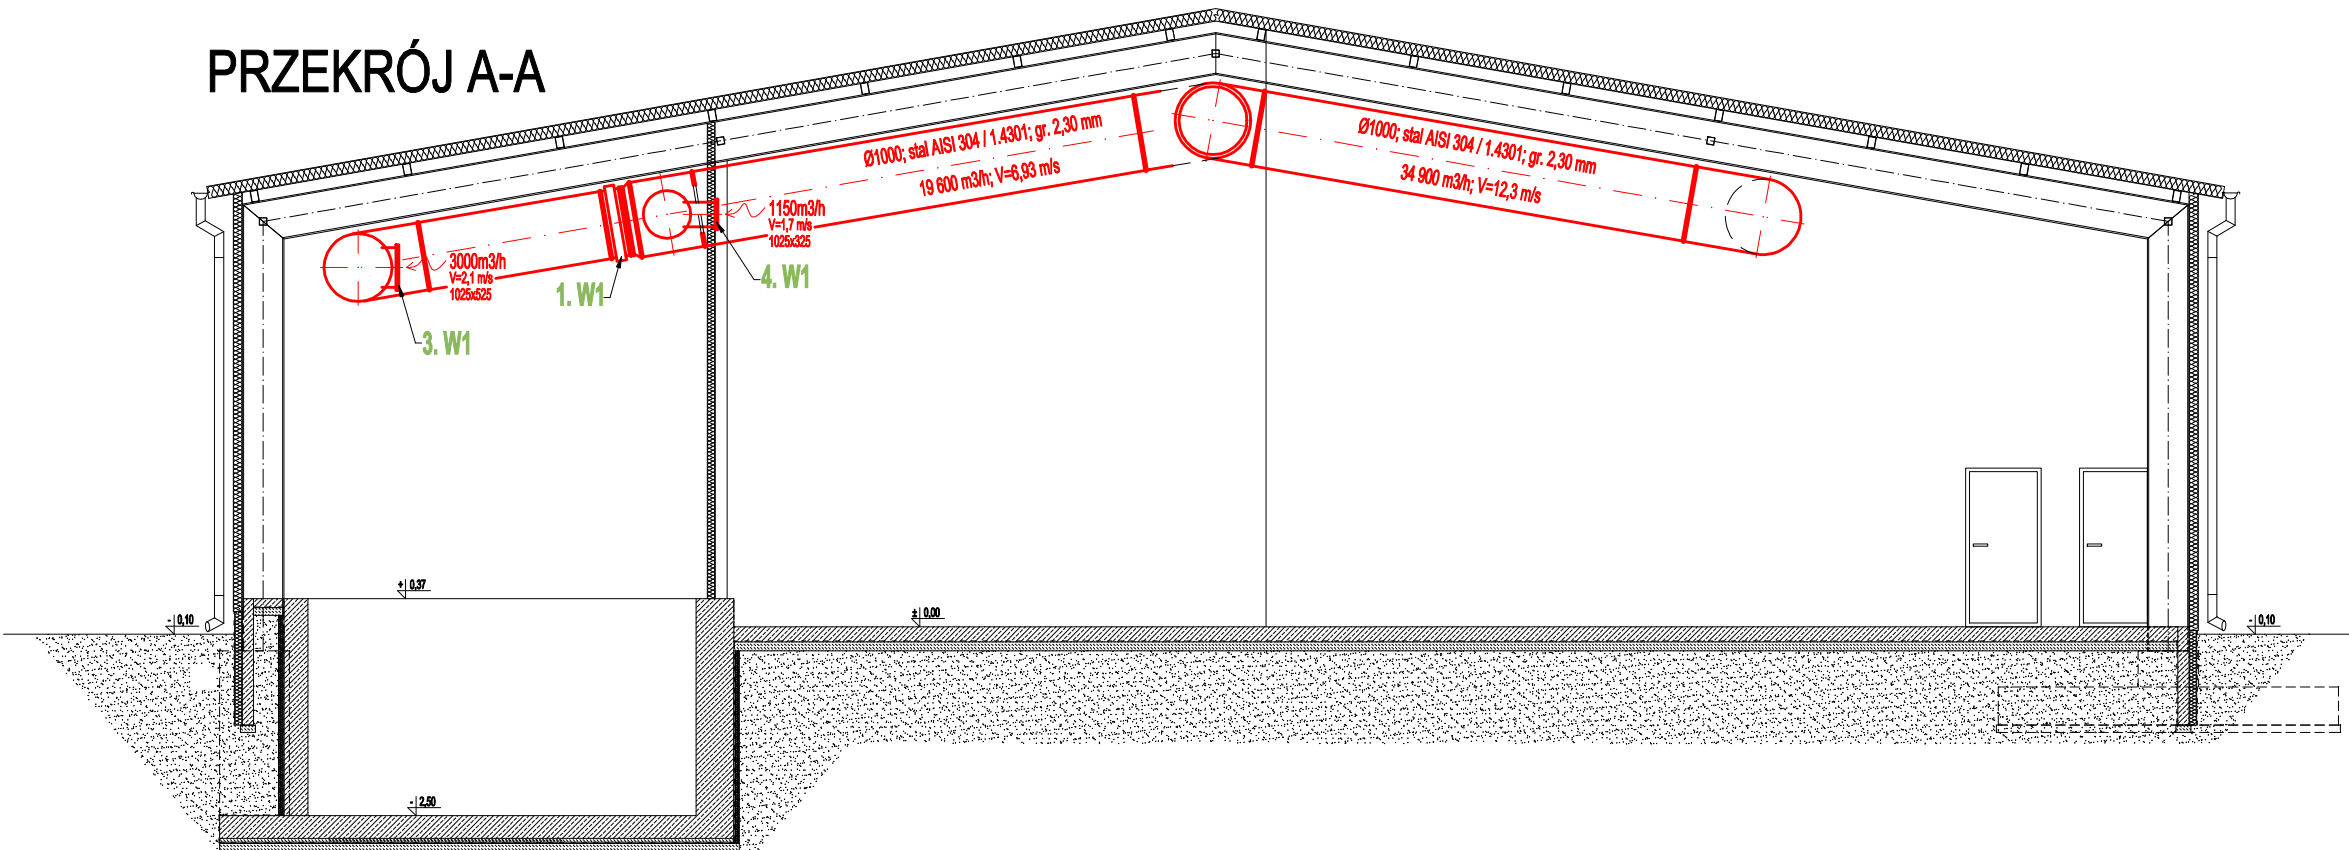 PRZEKRÓJ A-A
Ø1000; stal AISI 304 / 1.4301; gr. 2,30 mm
19 600 m3/h; V=6,93 m/s
Ø1000; stal AISI 304 / 1.4301; gr. 2,30 mm
34 900 m3/h; V=12,3 m/s
1150m3/h
V=1,7 m/s
1025x325
3000m3/h
V=2,1 m/s
1025x525
4. W1
1. W1
3. W1
+ 0,37
- 0,10
± 0,00
- 0,10
- 2,50